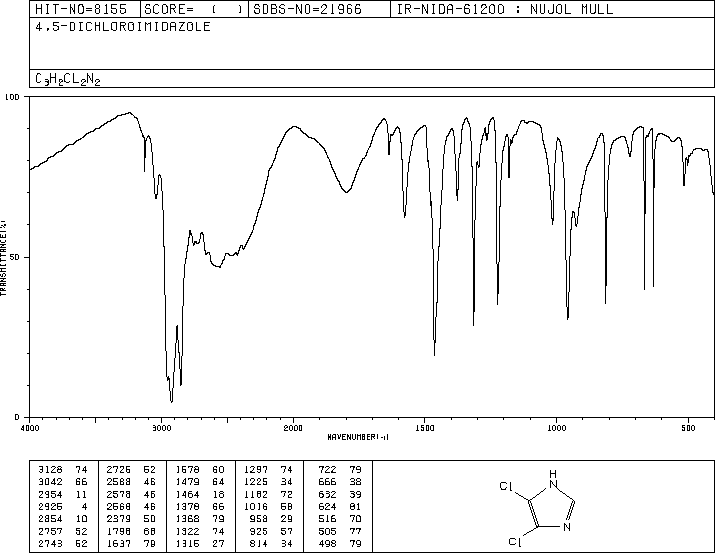 HIT-NO=8155 SCORE= ( ) SDBS-NO=21966 IR-NIDA-61200 : NUJOL MULL
4,5-DICHLOROIMIDAZOLE
C3H2CL2N2
100
50
0
TRANSMITTANCE(%)
4000 3000 2000 1500 1000 500
WAVENUMBER(-1)
3128 74 2726 52 1578 60 1297 74 722 79
3042 66 2588 46 1479 64 1225 34 666 38
2954 11 2578 46 1464 18 1182 72 632 39
2925 4 2568 46 1378 66 1016 58 624 81
2854 10 2379 50 1368 79 958 29 516 70
2757 52 1798 68 1322 74 925 57 505 77
2743 52 1637 79 1315 27 814 34 498 79
H
N
Cl
Cl
N